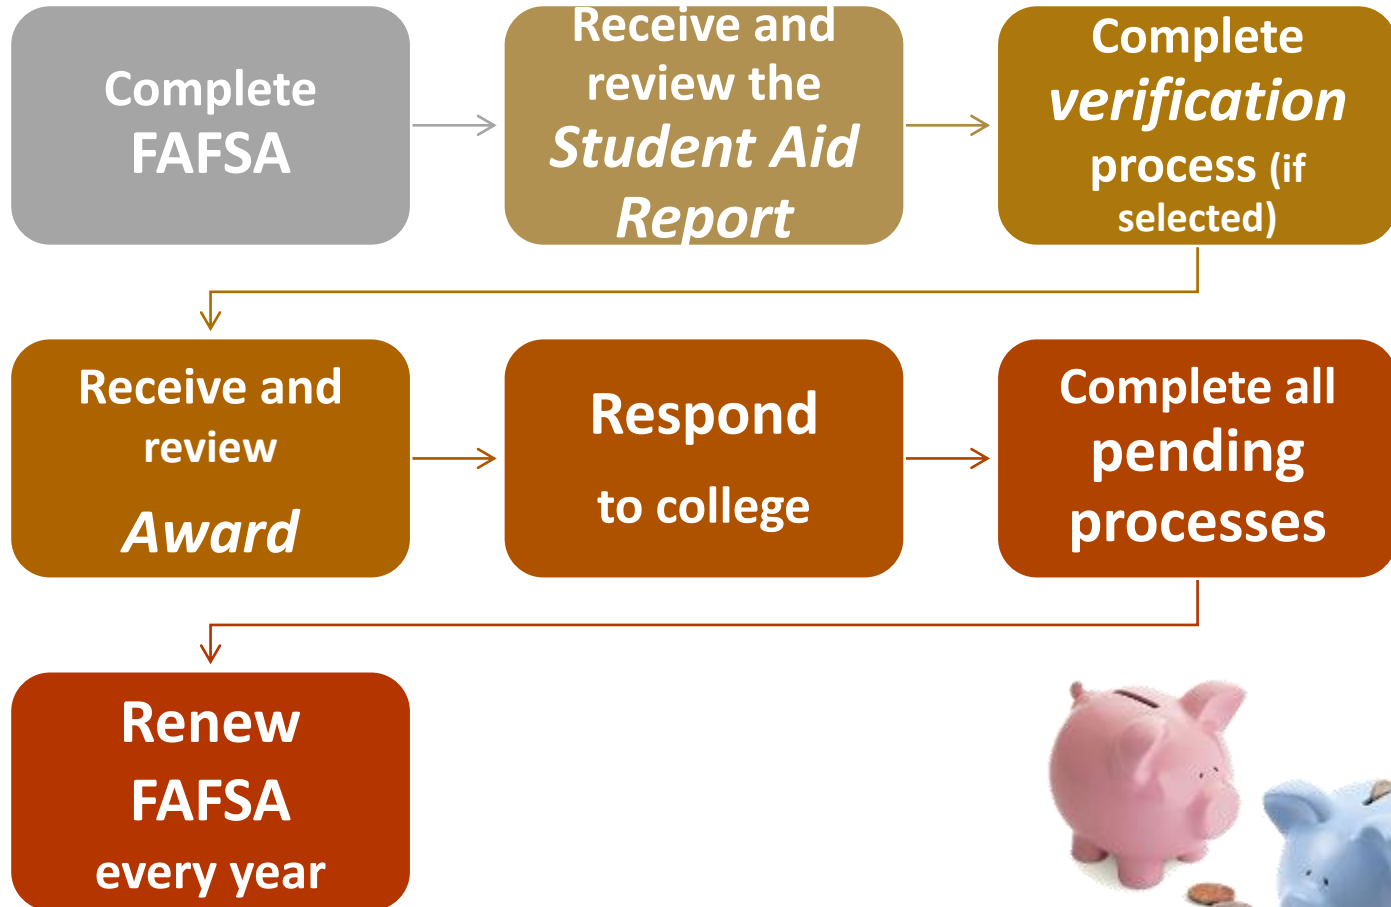 Complete
FAFSA
Receive and
review the
Student Aid
Report
Complete
verification
process (if
selected)
Receive and
review
Award
Respond
to college
Complete all
pending
processes
Renew
FAFSA
every year